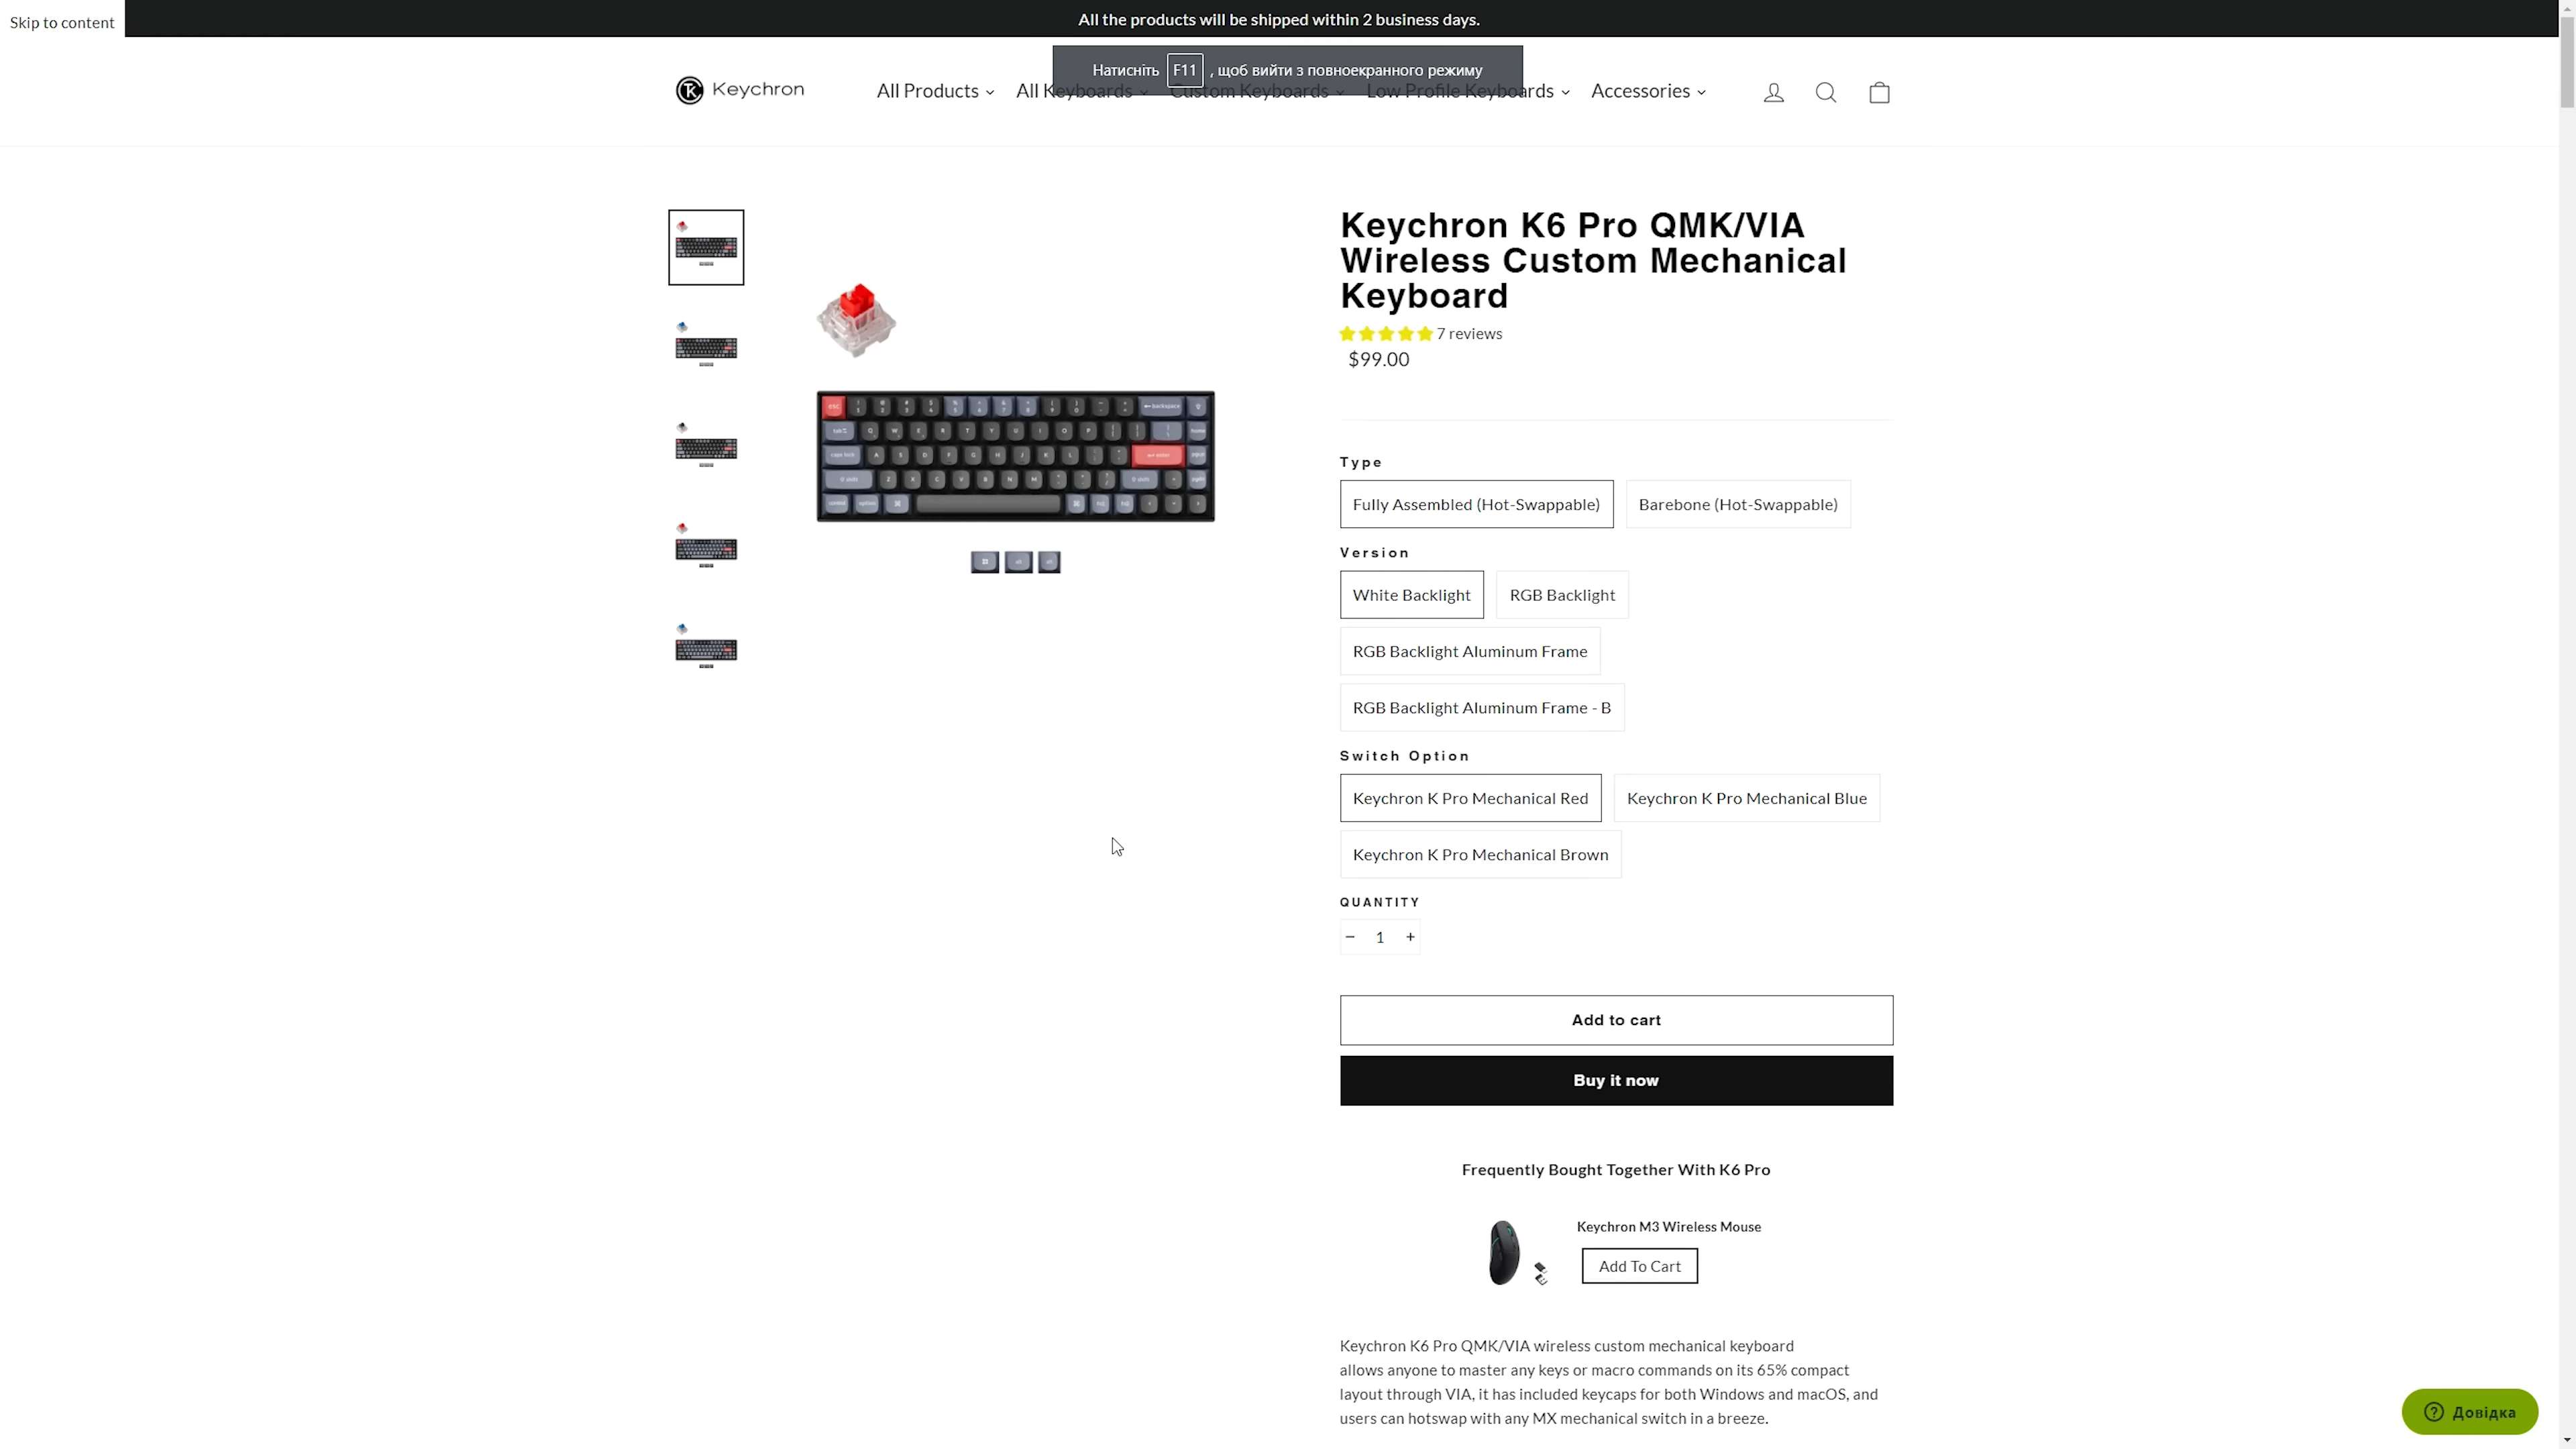 Skip to content
All the products will be shipped within 2 business days.
Натисніть F11 , щоб вийти з повноекранного режиму
Keychron
All Products
All Keyboards
Custom Keyboards
Low Profile Keyboards
Accessories
Keychron K6 Pro QMK/VIA
Wireless Custom Mechanical
Keyboard
7 reviews
$99.00
Type
Fully Assembled (Hot-Swappable)
Barebone (Hot-Swappable)
Version
White Backlight
RGB Backlight
RGB Backlight Aluminum Frame
RGB Backlight Aluminum Frame - B
Switch Option
Keychron K Pro Mechanical Red
Keychron K Pro Mechanical Blue
Keychron K Pro Mechanical Brown
QUANTITY
− 1 +
Add to cart
Buy it now
Frequently Bought Together With K6 Pro
Keychron M3 Wireless Mouse
Add To Cart
Keychron K6 Pro QMK/VIA wireless custom mechanical keyboard
allows anyone to master any keys or macro commands on its 65% compact
layout through VIA, it has included keycaps for both Windows and macOS, and
users can hotswap with any MX mechanical switch in a breeze.
Довідка